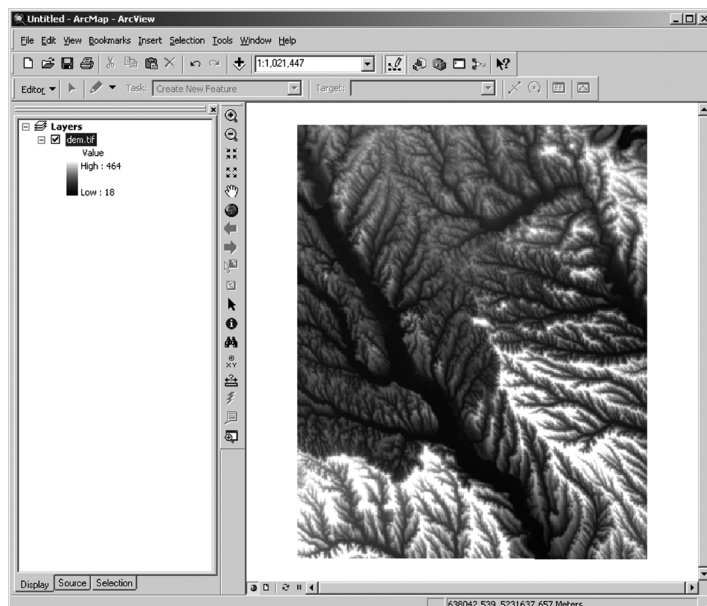 Untitled - ArcMap - ArcView
File Edit View Bookmarks Insert Selection Tools Window Help
1:1,021,447
Editor Task: Create New Feature Target:
Layers
dem.tif
Value
High : 464
Low : 18
XY
Display Source Selection
638042.539 5231637.657 Meters